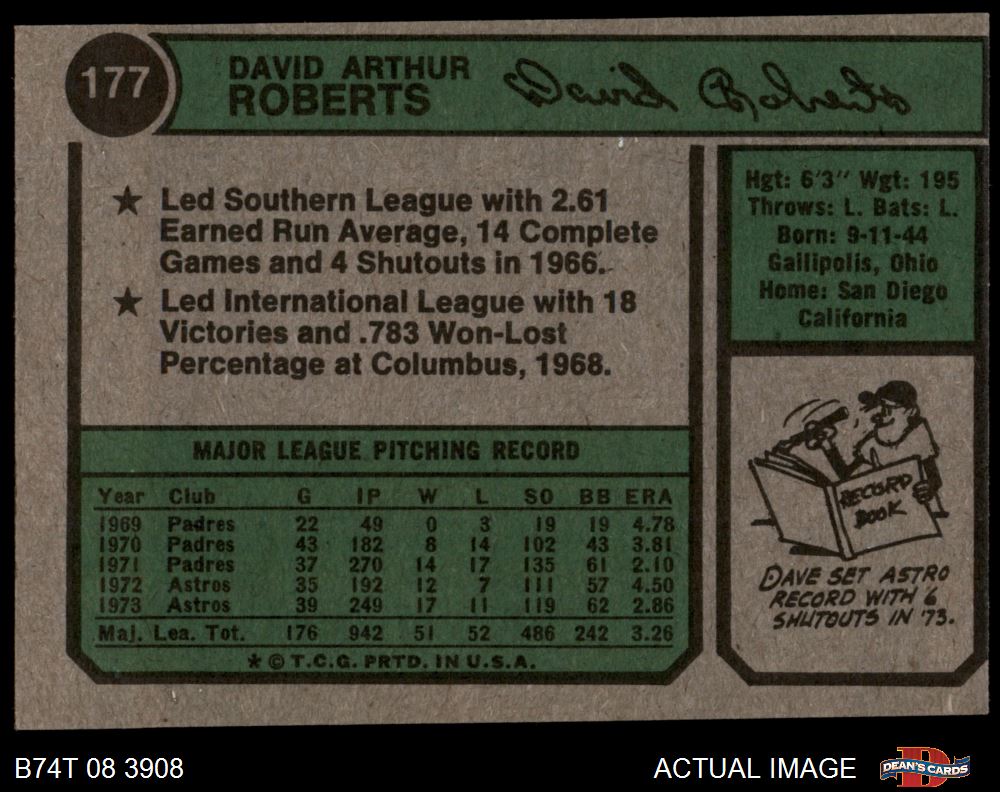 177
DAVID ARTHUR
ROBERTS
David Roberts
★ Led Southern League with 2.61
Earned Run Average, 14 Complete
Games and 4 Shutouts in 1966.
★ Led International League with 18
Victories and .783 Won-Lost
Percentage at Columbus, 1968.
Hgt: 6'3" Wgt: 195
Throws: L. Bats: L.
Born: 9-11-44
Gallipolis, Ohio
Home: San Diego
California
MAJOR LEAGUE PITCHING RECORD
Year Club G IP W L SO BB ERA
1969 Padres 22 49 0 3 19 19 4.78
1970 Padres 43 182 8 14 102 43 3.81
1971 Padres 37 270 14 17 135 61 2.10
1972 Astros 35 192 12 7 111 57 4.50
1973 Astros 39 249 17 11 119 62 2.86
Maj. Lea. Tot. 176 942 51 52 486 242 3.26
★ © T.C.G. PRTD. IN U.S.A.
RECORD
BOOK
DAVE SET ASTRO
RECORD WITH 6
SHUTOUTS IN '73.
B74T 08 3908
ACTUAL IMAGE
D
DEAN'S CARDS